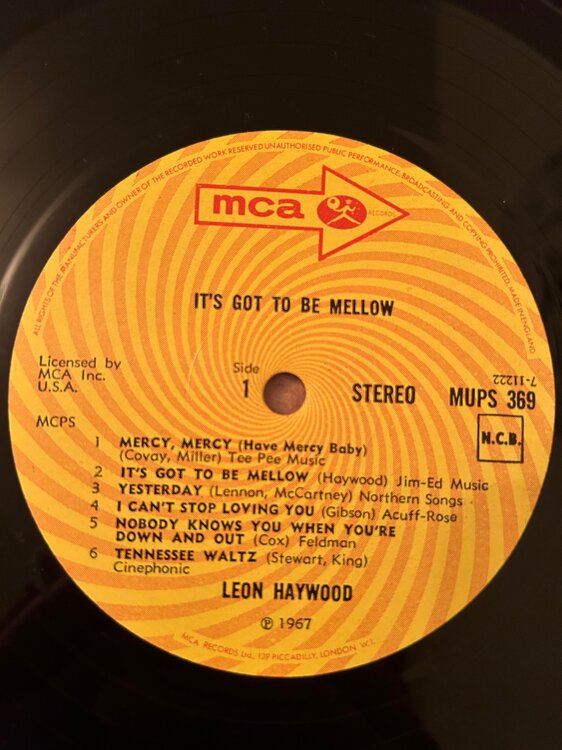 ALL RIGHTS OF THE MANUFACTURERS AND OWNER OF THE RECORDED WORK RESERVED UNAUTHORISED PUBLIC PERFORMANCE, BROADCASTING AND COPYING PROHIBITED. MADE IN ENGLAND
mca RECORDS
IT'S GOT TO BE MELLOW
Licensed by
MCA Inc.
U.S.A.
Side
1
STEREO
7-11222
MUPS 369
N.C.B.
MCPS
1 MERCY, MERCY (Have Mercy Baby)
(Covay, Miller) Tee Pee Music
2 IT'S GOT TO BE MELLOW (Haywood) Jim-Ed Music
3 YESTERDAY (Lennon, McCartney) Northern Songs
4 I CAN'T STOP LOVING YOU (Gibson) Acuff-Rose
5 NOBODY KNOWS YOU WHEN YOU'RE
DOWN AND OUT (Cox) Feldman
6 TENNESSEE WALTZ (Stewart, King)
Cinephonic
LEON HAYWOOD
℗ 1967
MCA RECORDS Ltd., 139 PICCADILLY, LONDON W.1.